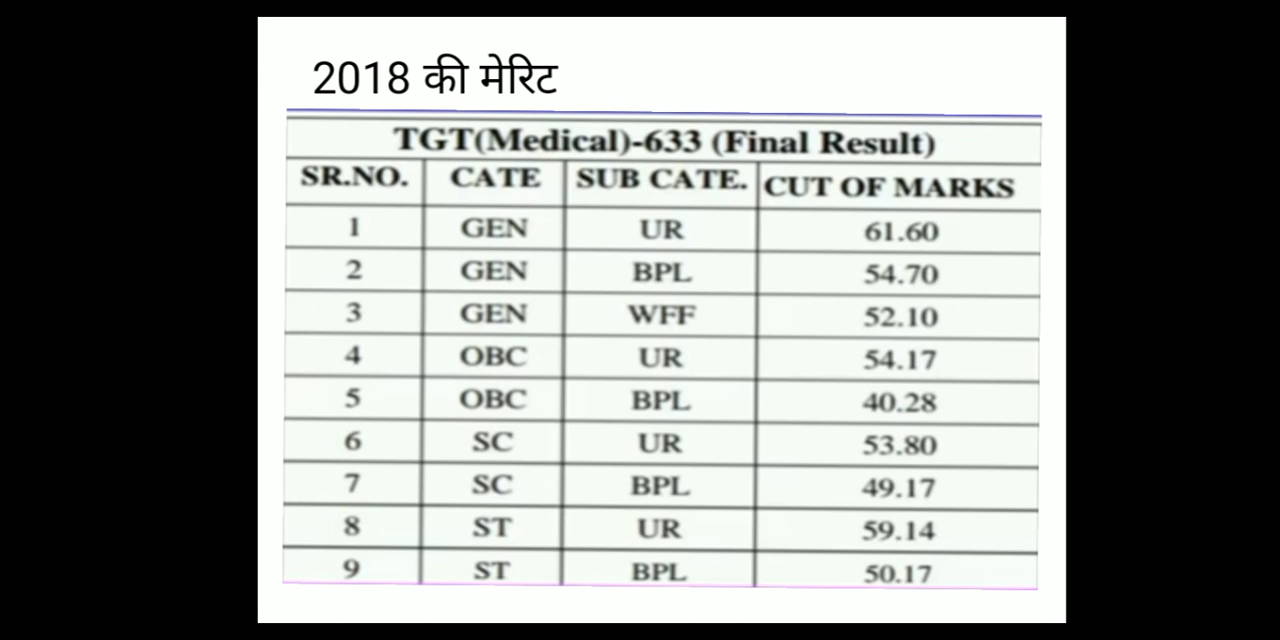 2018 की मेरिट
TGT(Medical)-633 (Final Result)
SR.NO. CATE SUB CATE. CUT OF MARKS
1 GEN UR 61.60
2 GEN BPL 54.70
3 GEN WFF 52.10
4 OBC UR 54.17
5 OBC BPL 40.28
6 SC UR 53.80
7 SC BPL 49.17
8 ST UR 59.14
9 ST BPL 50.17